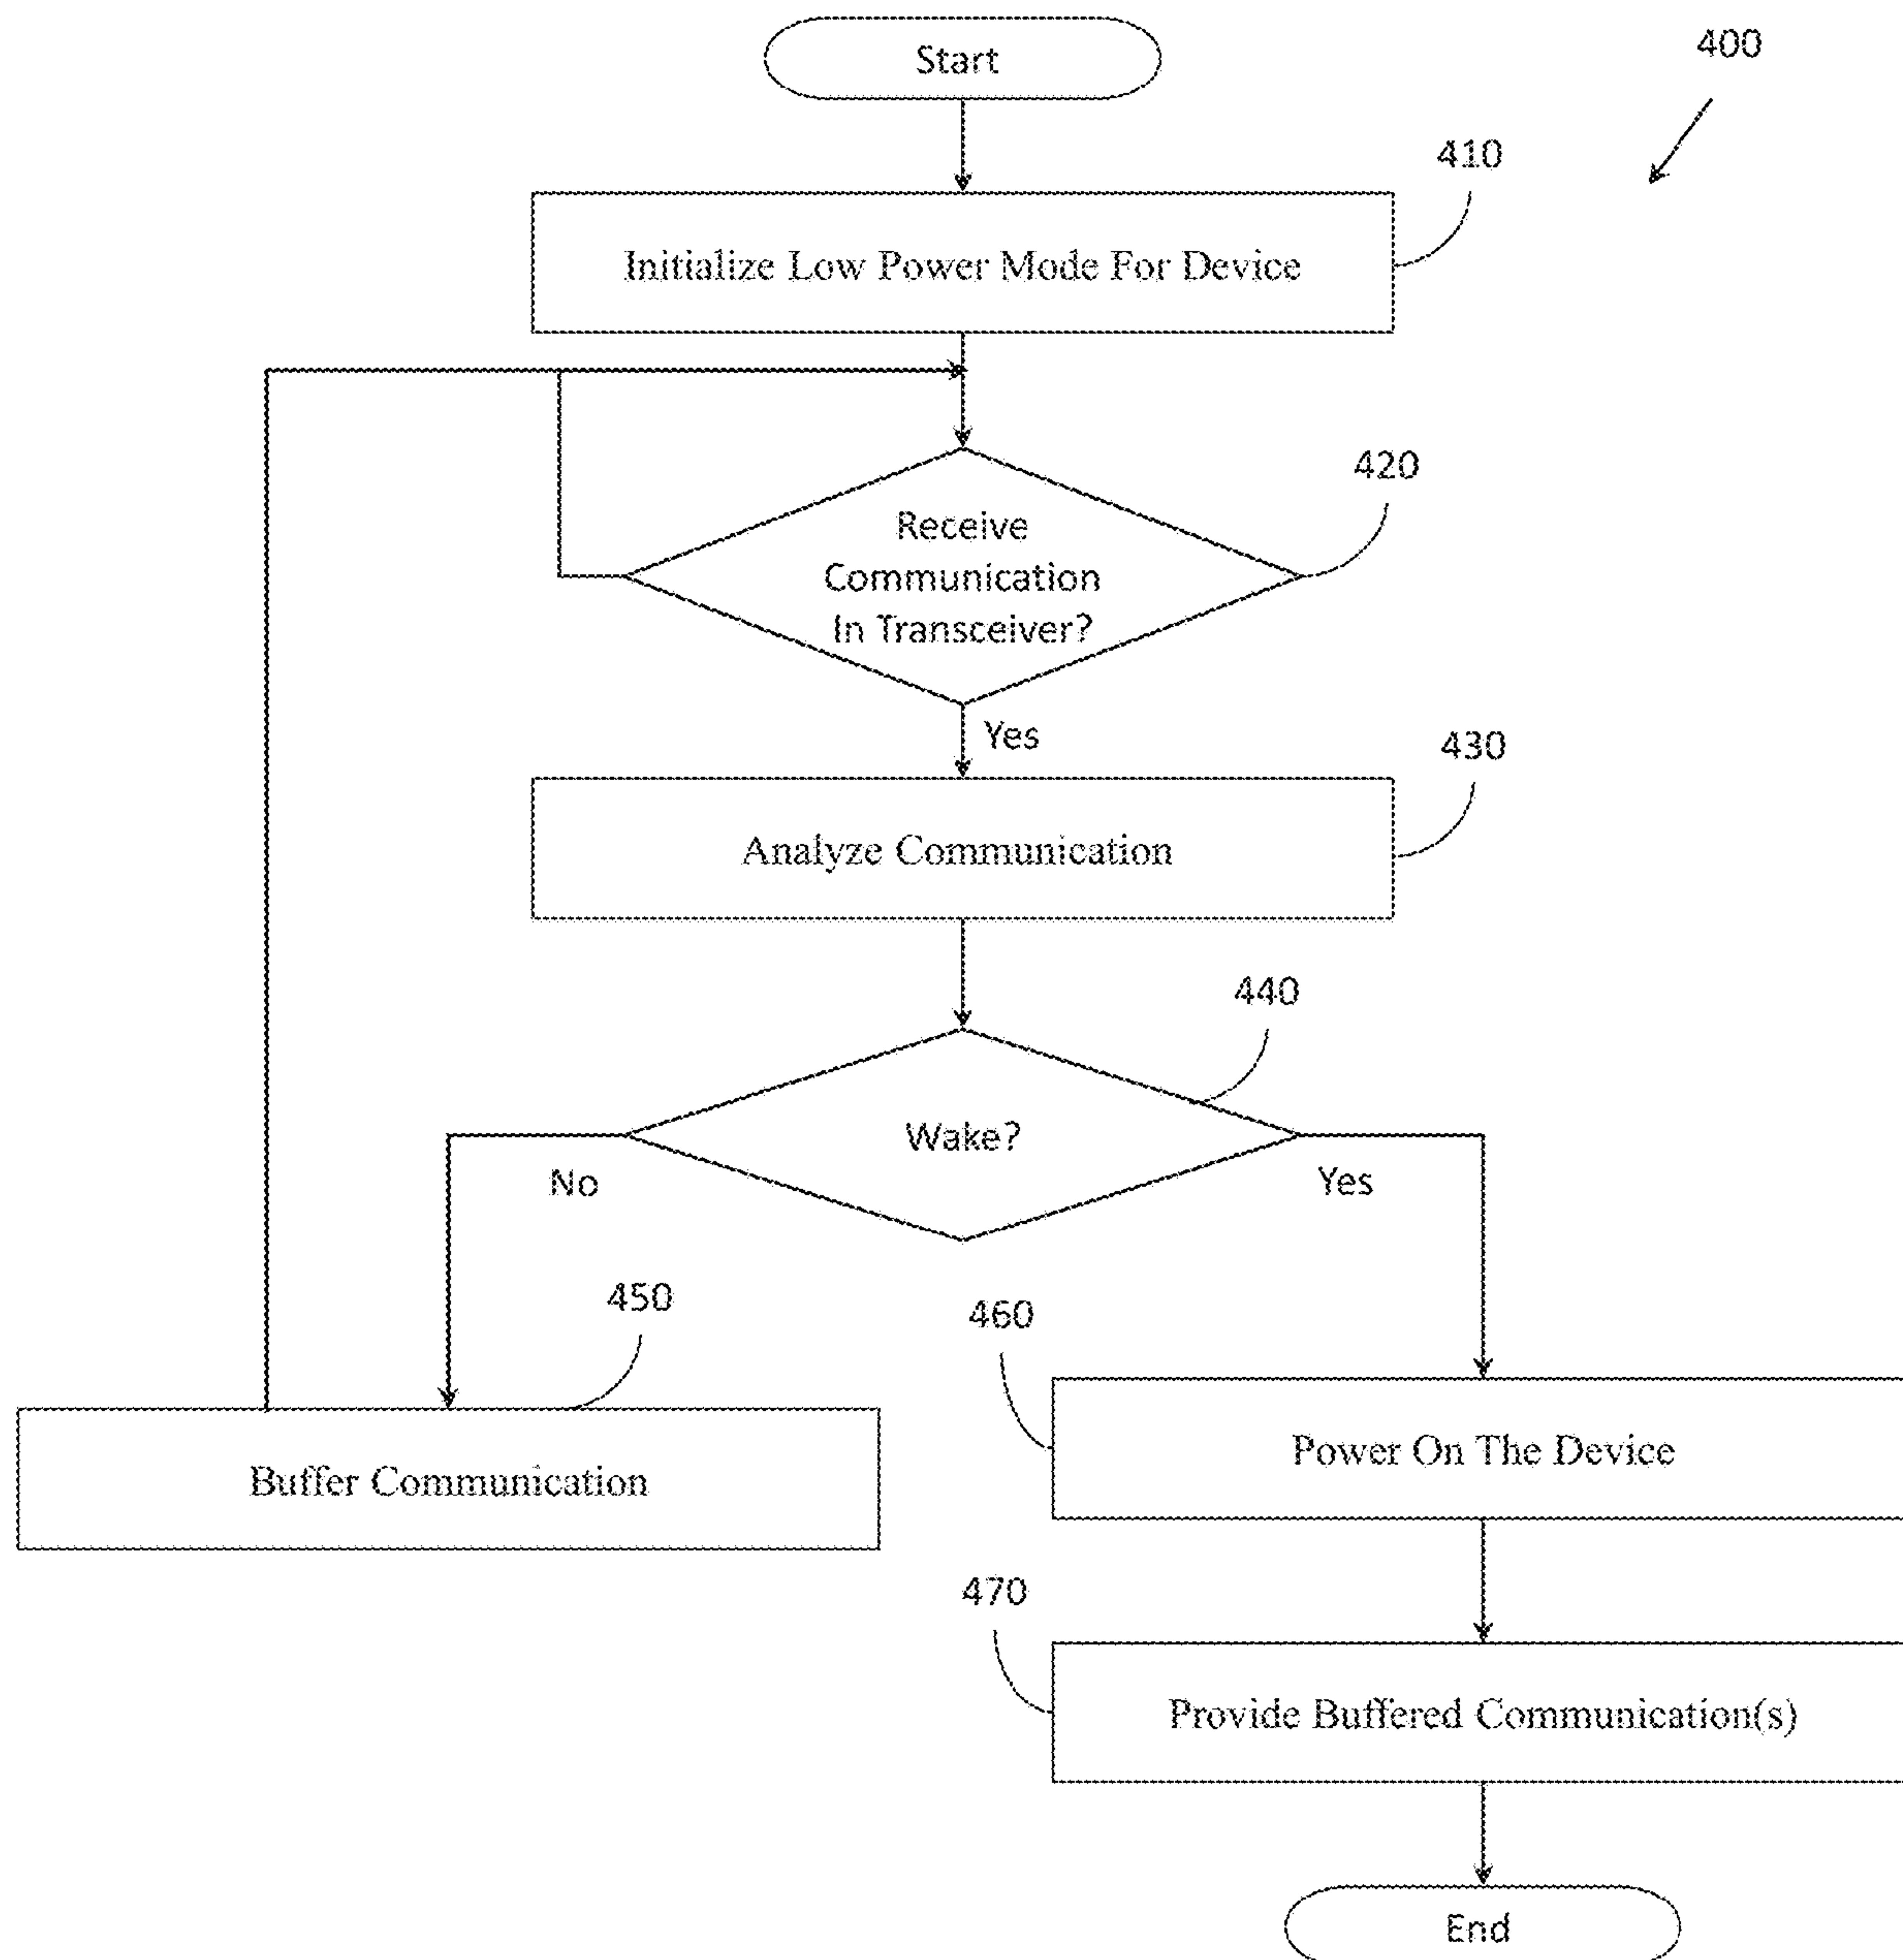 Start
400
410
Initialize Low Power Mode For Device
420
Receive
Communication
In Transceiver?
Yes
430
Analyze Communication
440
Wake?
No
Yes
450
460
Buffer Communication
Power On The Device
470
Provide Buffered Communication(s)
End